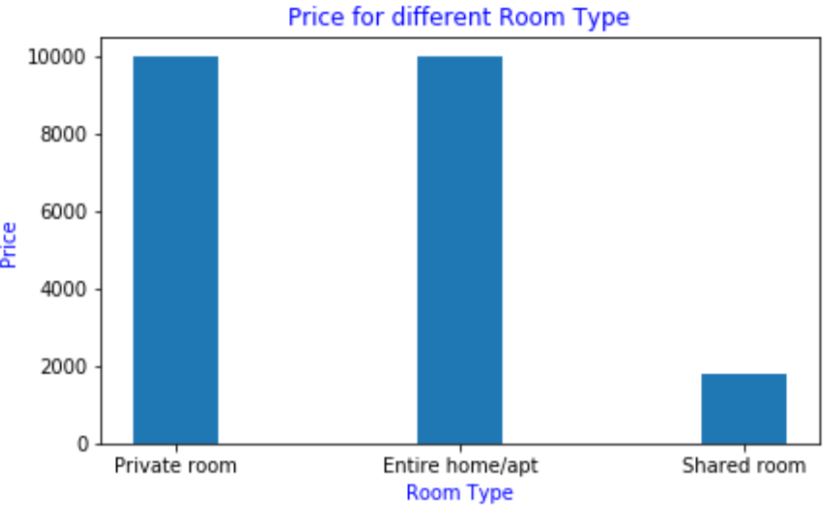 Price for different Room Type
10000
8000
6000
4000
2000
0
Price
Private room
Entire home/apt
Shared room
Room Type